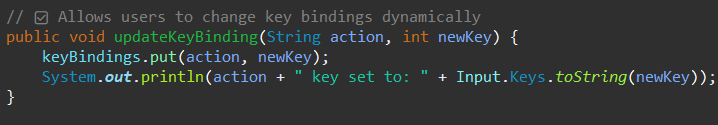 // ☑ Allows users to change key bindings dynamically
public void updateKeyBinding(String action, int newKey) {
    keyBindings.put(action, newKey);
    System.out.println(action + " key set to: " + Input.Keys.toString(newKey));
}